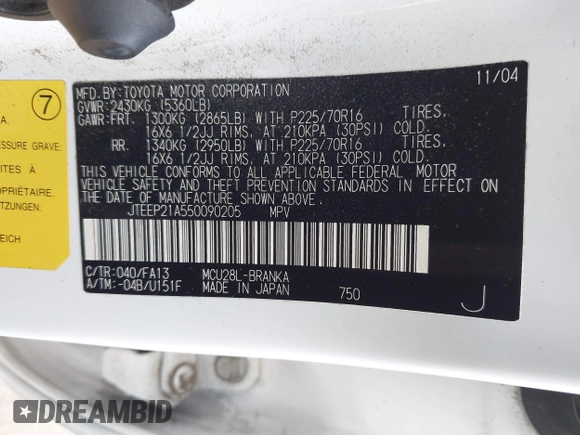 MFD.BY:TOYOTA MOTOR CORPORATION 11/04
GVWR:2430KG (5360LB)
GAWR:FRT. 1300KG (2865LB) WITH P225/70R16 TIRES,
16X6 1/2JJ RIMS, AT 210KPA (30PSI) COLD.
RR. 1340KG (2950LB) WITH P225/70R16 TIRES,
16X6 1/2JJ RIMS, AT 210KPA (30PSI) COLD.
THIS VEHICLE CONFORMS TO ALL APPLICABLE FEDERAL MOTOR
VEHICLE SAFETY AND THEFT PREVENTION STANDARDS IN EFFECT ON
THE DATE OF MANUFACTURE SHOWN ABOVE.
JTEEP21A550090205 MPV
C/TR:040/FA13 MCU28L-BRANKA
A/TM:-04B/U151F MADE IN JAPAN 750 J
7
A.
ESSURE GRAVE:
ITES À
PROPRIÉTAIRE.
ETZUNGEN:
EICH
DREAMBID